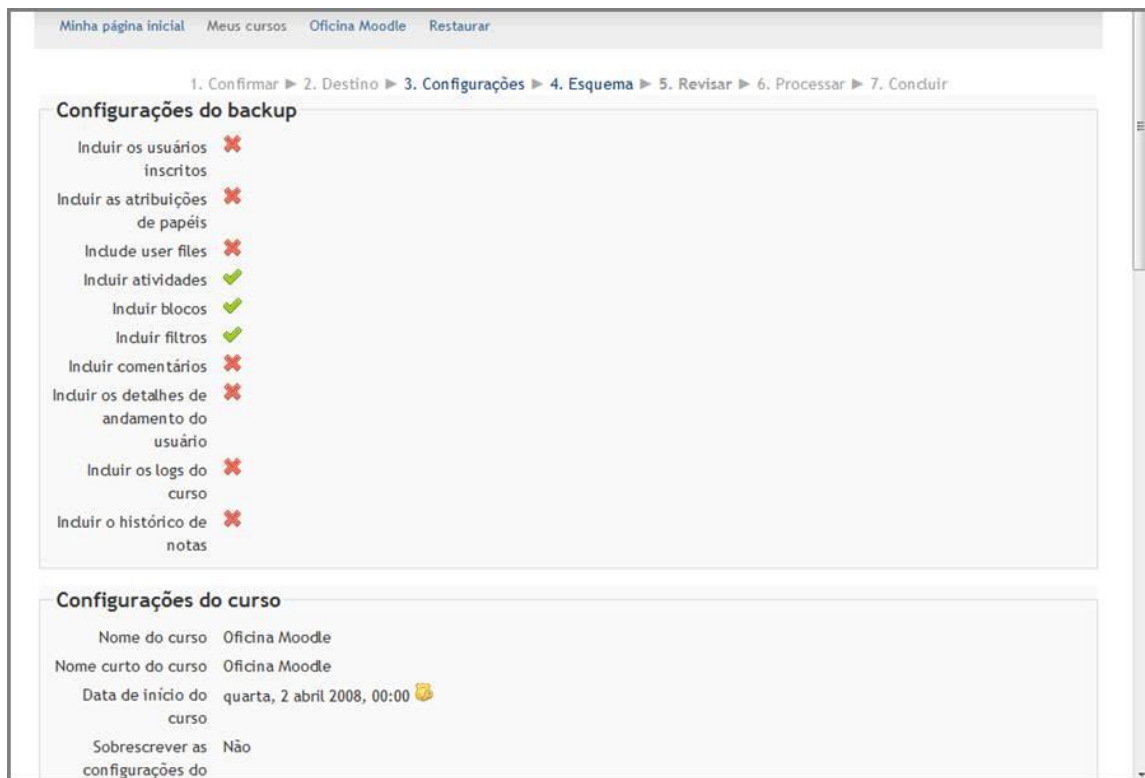 Minha página inicial Meus cursos Oficina Moodle Restaurar
1. Confirmar ► 2. Destino ► 3. Configurações ► 4. Esquema ► 5. Revisar ► 6. Processar ► 7. Concluir
Configurações do backup
Incluir os usuários
inscritos
Incluir as atribuições
de papéis
Include user files
Incluir atividades
Incluir blocos
Incluir filtros
Incluir comentários
Incluir os detalhes de
andamento do
usuário
Incluir os logs do
curso
Incluir o histórico de
notas
Configurações do curso
Nome do curso Oficina Moodle
Nome curto do curso Oficina Moodle
Data de início do quarta, 2 abril 2008, 00:00
curso
Sobrescrever as Não
configurações do